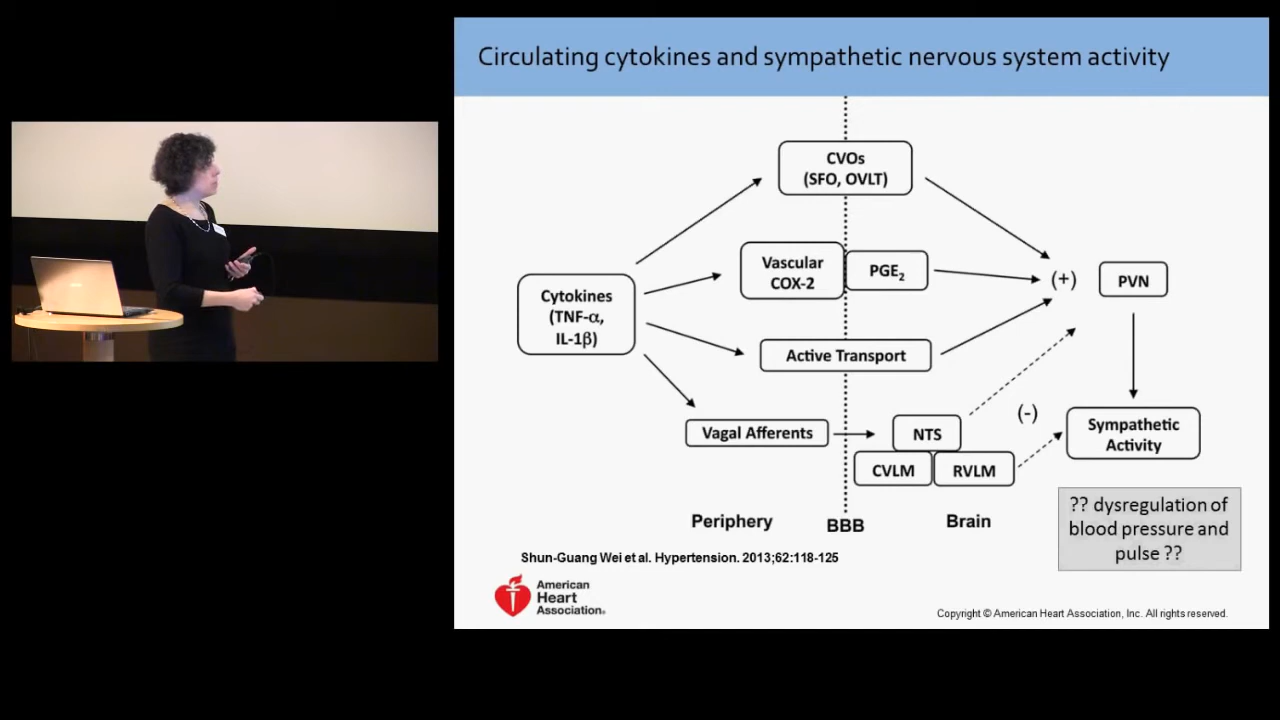 Circulating cytokines and sympathetic nervous system activity
CVOs
(SFO, OVLT)
Vascular
COX-2
PGE2
(+)
PVN
Cytokines
(TNF-α,
IL-1β)
Active Transport
(-)
Vagal Afferents
NTS
Sympathetic
Activity
CVLM
RVLM
?? dysregulation of
blood pressure and
pulse ??
Periphery
BBB
Brain
Shun-Guang Wei et al. Hypertension. 2013;62:118-125
American
Heart
Association®
Copyright © American Heart Association, Inc. All rights reserved.